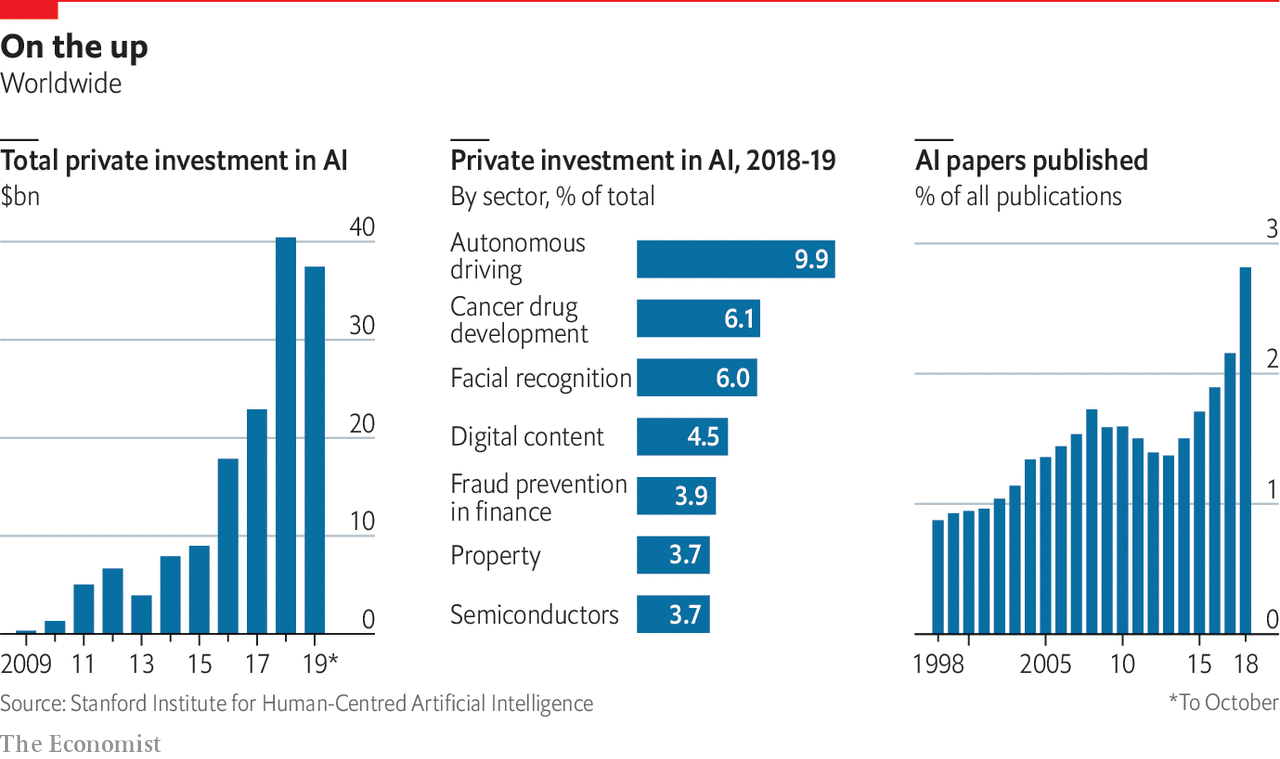 On the up
Worldwide
Total private investment in AI
$bn
40
30
20
10
0
2009 11 13 15 17 19*
Private investment in AI, 2018-19
By sector, % of total
Autonomous
driving
9.9
Cancer drug
development
6.1
Facial recognition
6.0
Digital content
4.5
Fraud prevention
in finance
3.9
Property
3.7
Semiconductors
3.7
AI papers published
% of all publications
3
2
1
0
1998 2005 10 15 18
Source: Stanford Institute for Human-Centred Artificial Intelligence
*To October
The Economist